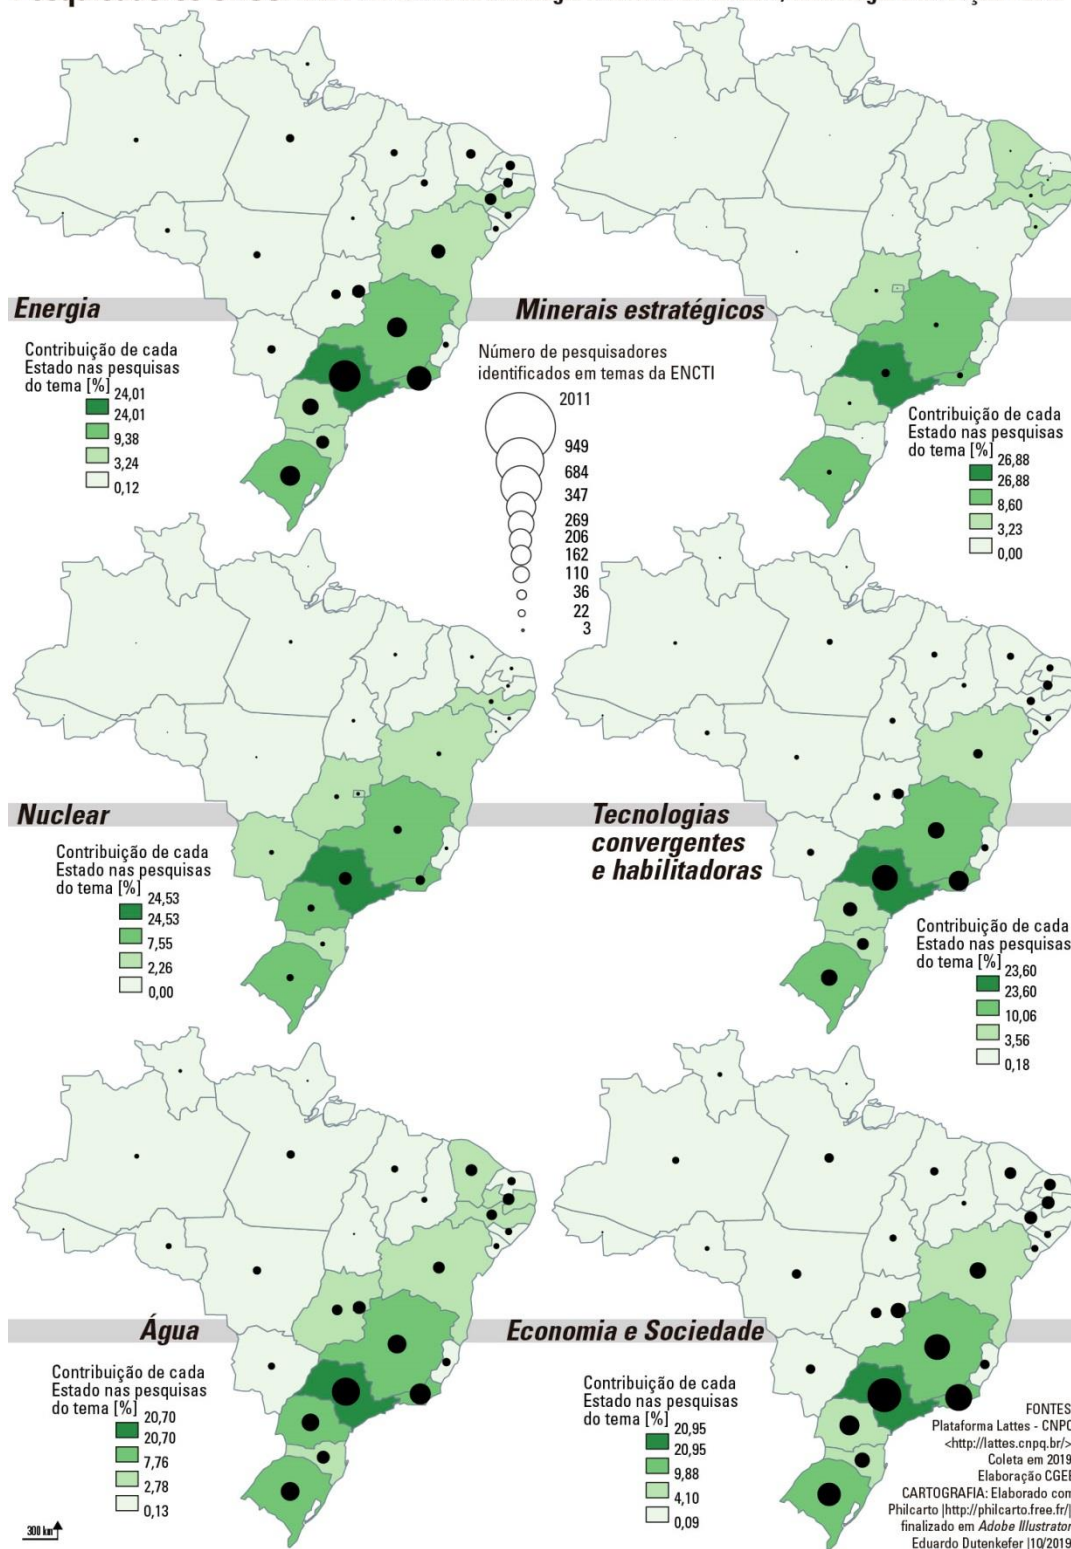 Energia
Contribuição de cada
Estado nas pesquisas
do tema [%]
24,01
24,01
9,38
3,24
0,12
Minerais estratégicos
Número de pesquisadores
identificados em temas da ENCTI
2011
949
684
347
269
206
162
110
36
22
3
Contribuição de cada
Estado nas pesquisas
do tema [%]
26,88
26,88
8,60
3,23
0,00
Nuclear
Contribuição de cada
Estado nas pesquisas
do tema [%]
24,53
24,53
7,55
2,26
0,00
Tecnologias
convergentes
e habilitadoras
Contribuição de cada
Estado nas pesquisas
do tema [%]
23,60
23,60
10,06
3,56
0,18
Água
Contribuição de cada
Estado nas pesquisas
do tema [%]
20,70
20,70
7,76
2,78
0,13
300 km
Economia e Sociedade
Contribuição de cada
Estado nas pesquisas
do tema [%]
20,95
20,95
9,88
4,10
0,09
FONTES
Plataforma Lattes - CNPQ
<http://lattes.cnpq.br/>
Coleta em 2019
Elaboração CGEE
CARTOGRAFIA: Elaborado com
Philcarto |http://philcarto.free.fr/|
finalizado em Adobe Illustrator
Eduardo Dutenkefer |10/2019